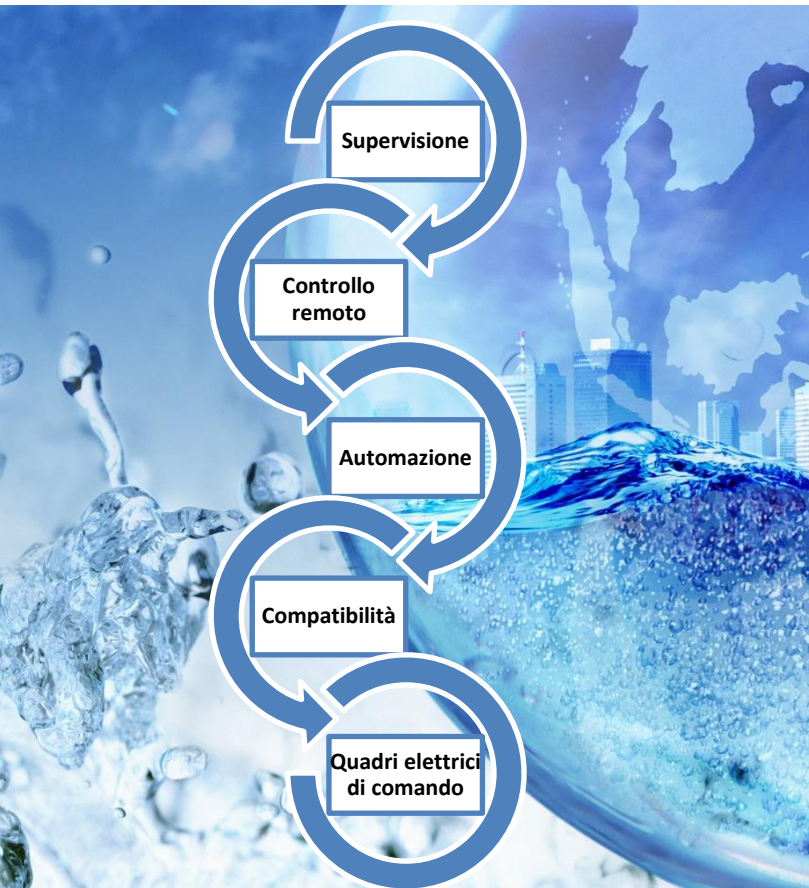 Supervisione
Controllo
remoto
Automazione
Compatibilità
Quadri elettrici
di comando